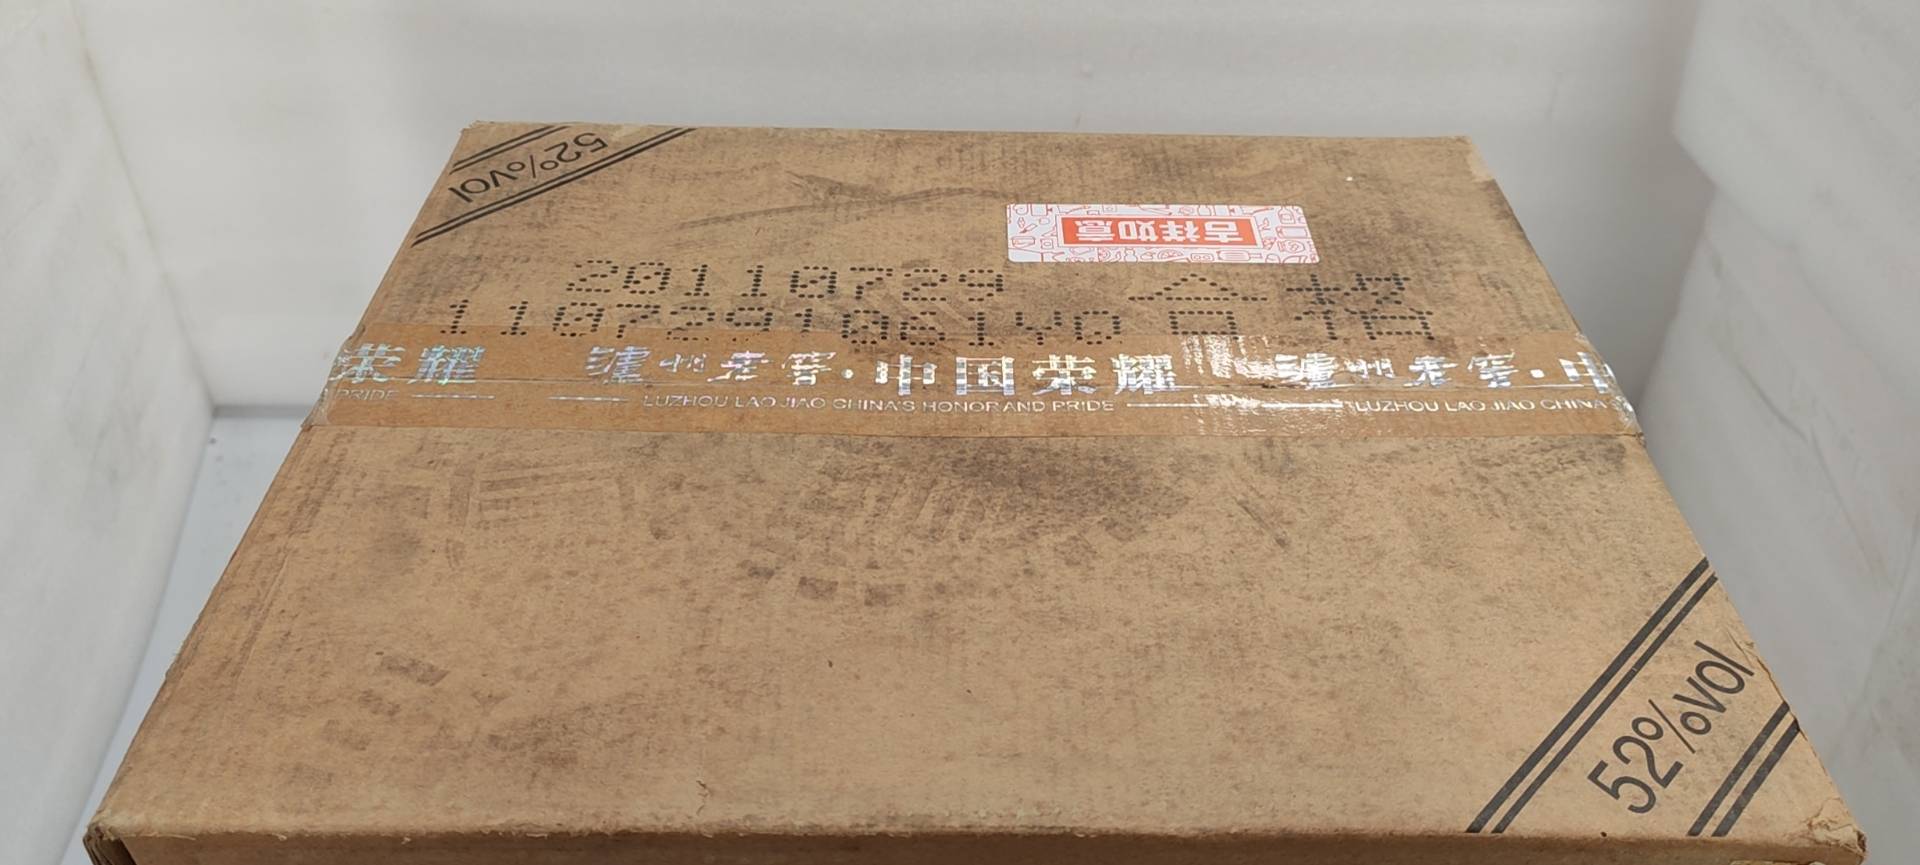 52%vol
吉祥如意
20110729 合格
1107291061YO
荣耀 泸州老窖·中国荣耀 泸州老窖·中
PRIDE LUZHOU LAO JIAO CHINA'S HONOR AND PRIDE LUZHOU LAO JIAO CHINA'
52%vol